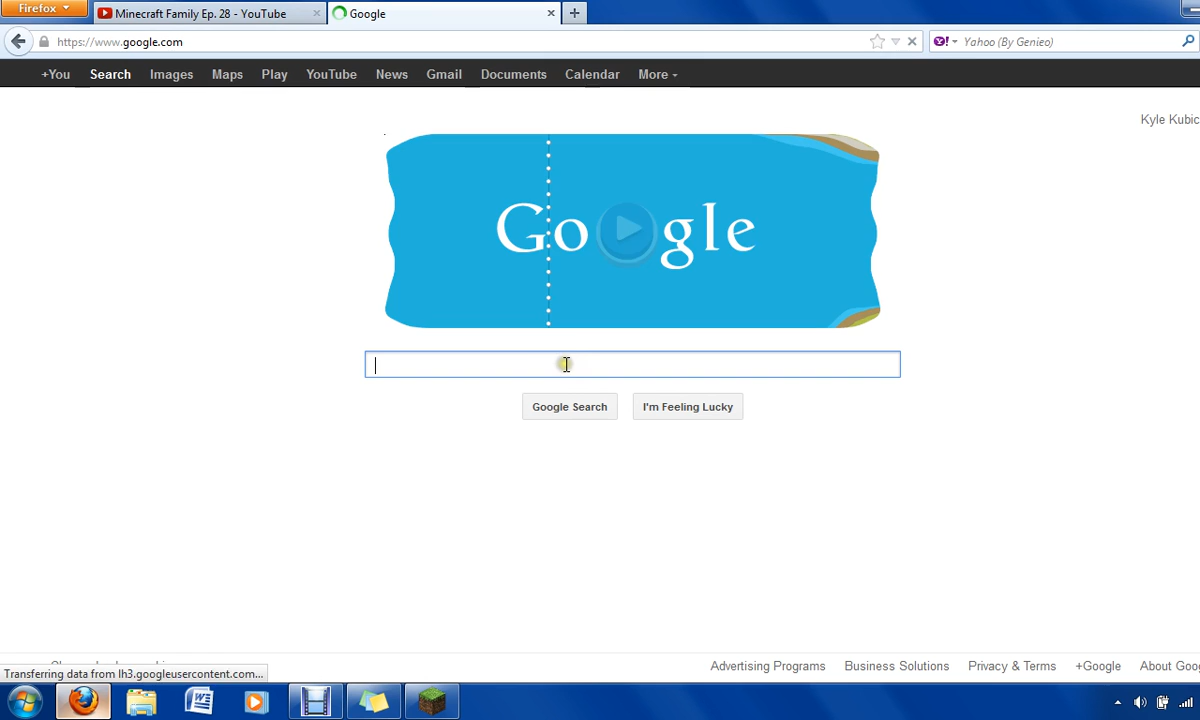 Firefox
Minecraft Family Ep. 28 - YouTube
Google
https://www.google.com
Yahoo (By Genieo)
+You Search Images Maps Play YouTube News Gmail Documents Calendar More
Kyle Kubic
Google
Google Search
I'm Feeling Lucky
Advertising Programs Business Solutions Privacy & Terms +Google About Goog
Transferring data from lh3.googleusercontent.com...